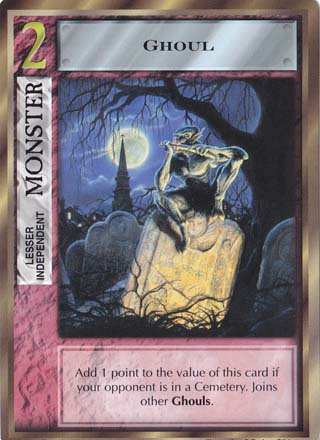 2
GHOUL
LESSER
INDEPENDENT
MONSTER
Add 1 point to the value of this card if
your opponent is in a Cemetery. Joins
other Ghouls.